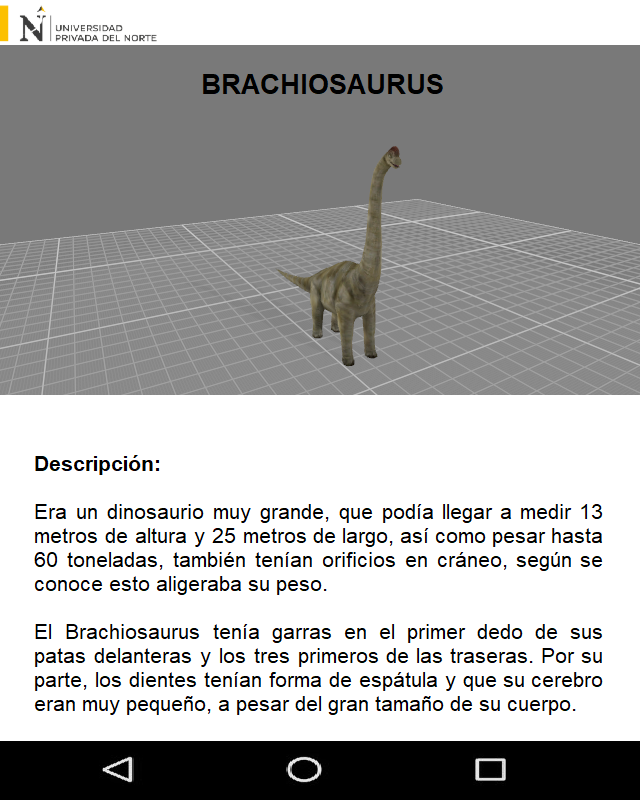 UNIVERSIDAD
PRIVADA DEL NORTE
BRACHIOSAURUS
Descripción:
Era un dinosaurio muy grande, que podía llegar a medir 13
metros de altura y 25 metros de largo, así como pesar hasta
60 toneladas, también tenían orificios en cráneo, según se
conoce esto aligeraba su peso.
El Brachiosaurus tenía garras en el primer dedo de sus
patas delanteras y los tres primeros de las traseras. Por su
parte, los dientes tenían forma de espátula y que su cerebro
eran muy pequeño, a pesar del gran tamaño de su cuerpo.